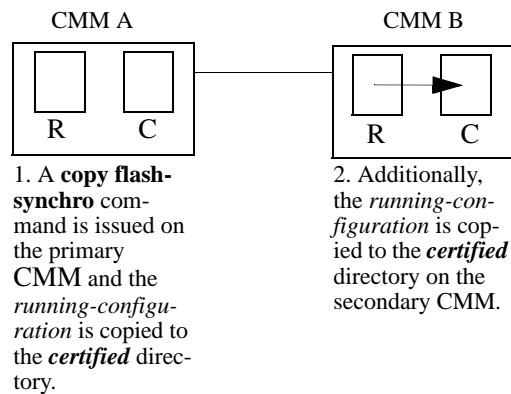 CMM A
CMM B
R C
R C
1. A copy flash-
synchro com-
mand is issued on
the primary
CMM and the
running-configu-
ration is copied to
the certified direc-
tory.
2. Additionally,
the running-con-
figuration is cop-
ied to the certified
directory on the
secondary CMM.